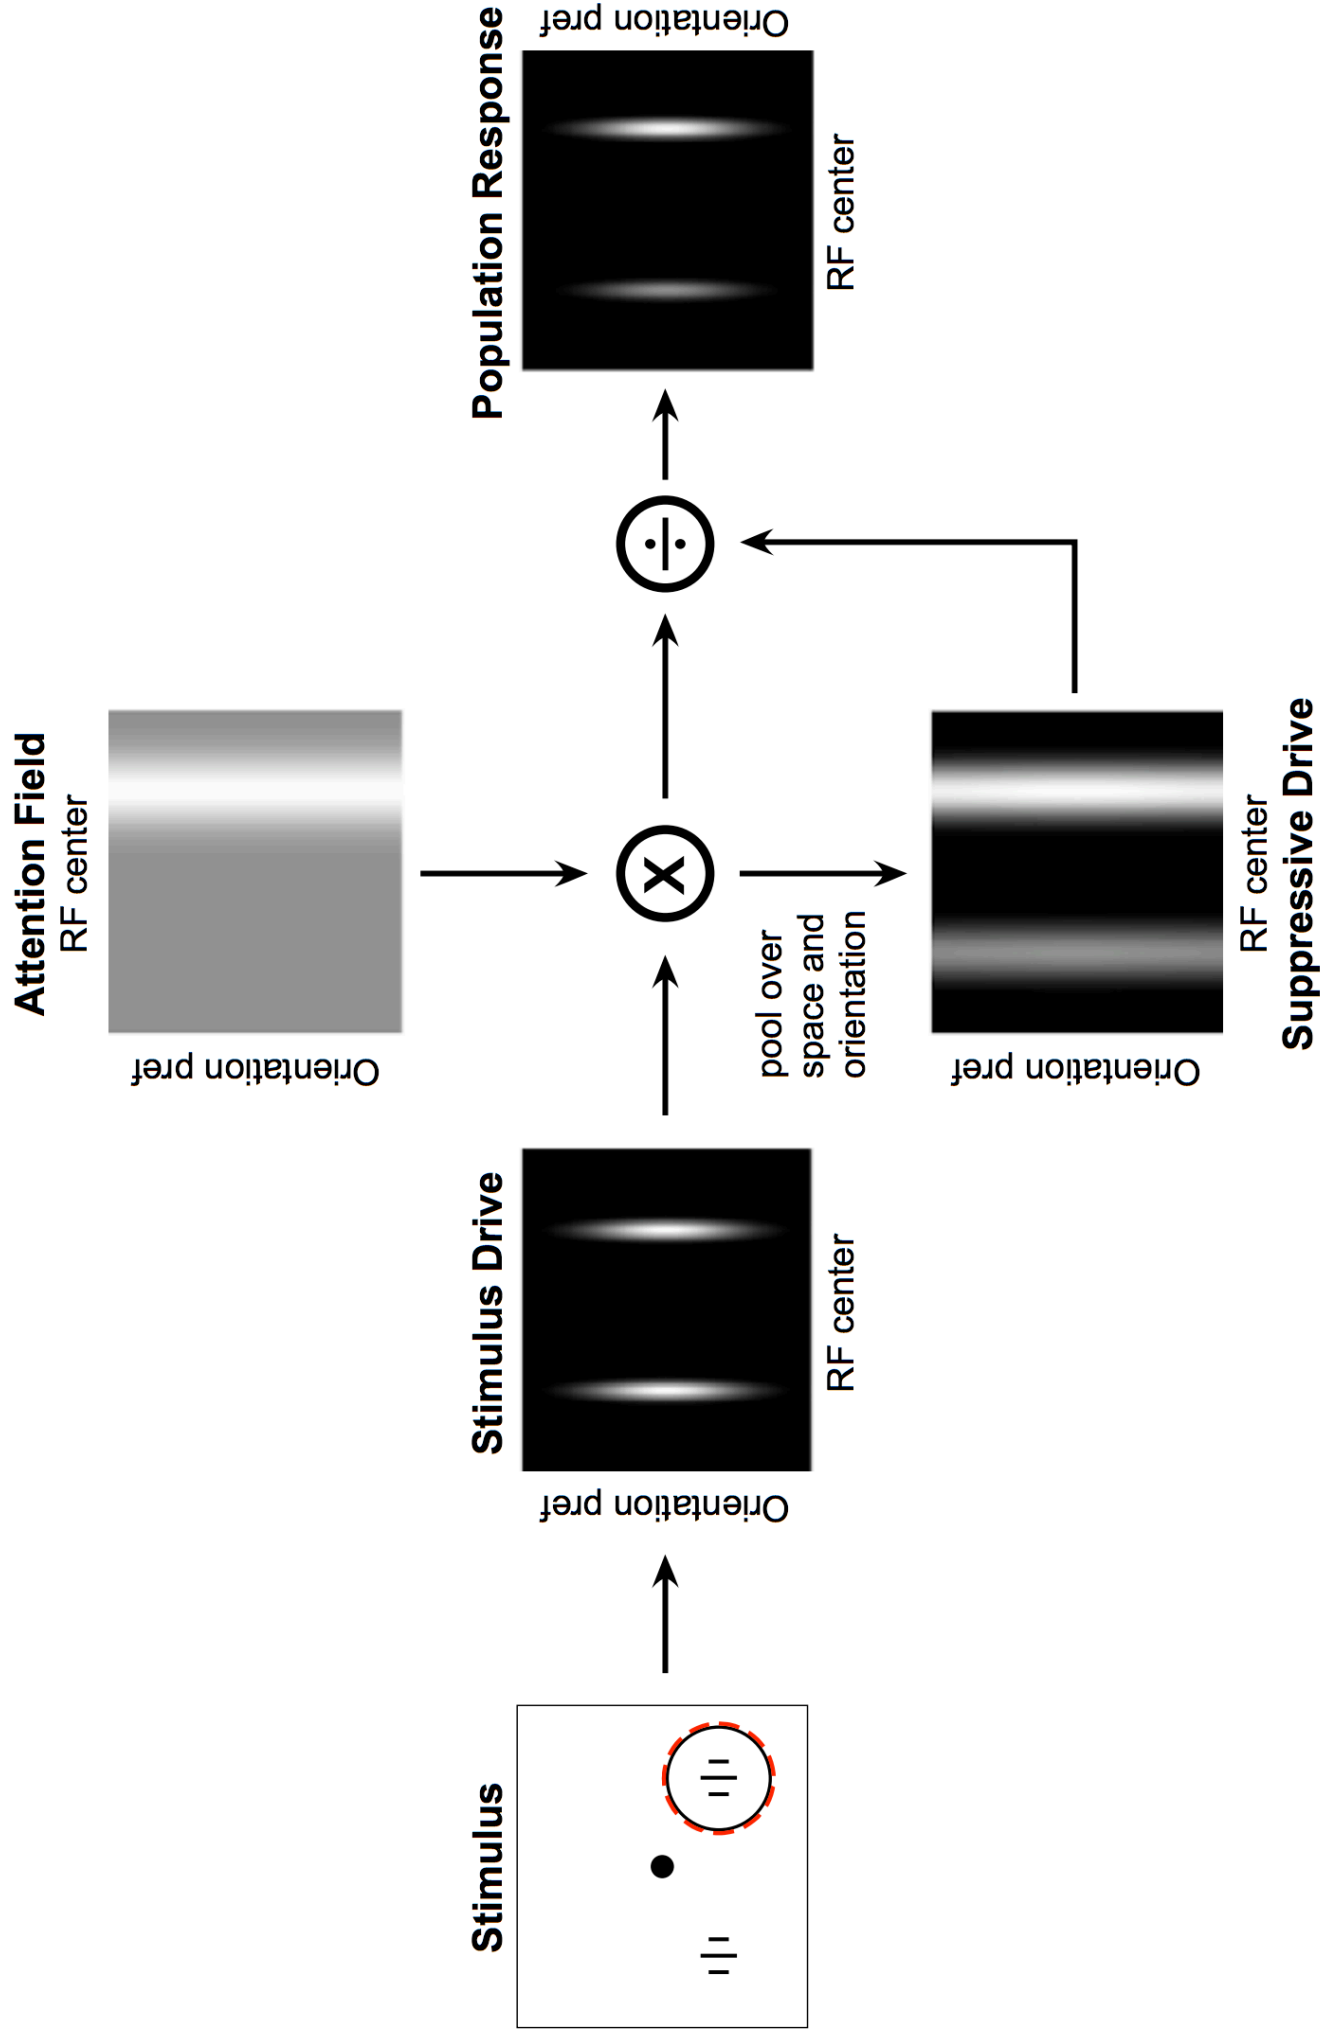 Stimulus
Orientation pref
Stimulus Drive
RF center
Attention Field
RF center
Orientation pref
X
pool over
space and
orientation
Orientation pref
RF center
Suppressive Drive
÷
Population Response
Orientation pref
RF center